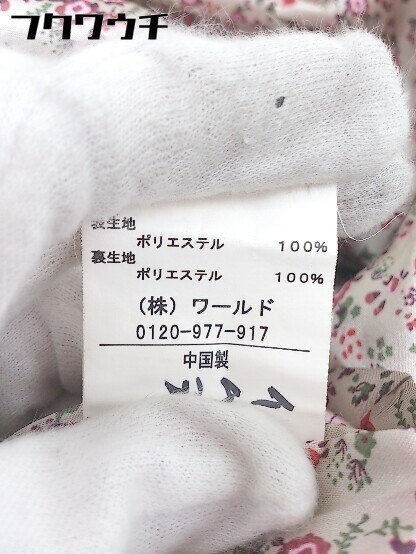 フクワウチ
表生地
ポリエステル 100%
裏生地
ポリエステル 100%
(株)ワールド
0120-977-917
中国製